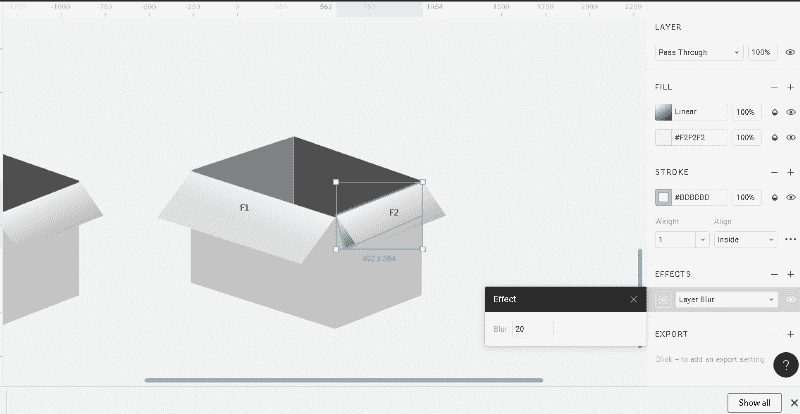 -1250 -1000 -750 -500 -250 0 250 662 1064 1500 1750 2000 2250
LAYER
Pass Through 100%
FILL
Linear 100%
#F2F2F2 100%
F1
F2
STROKE
#BDBDBD 100%
Weight Align
1 Inside
EFFECTS
Layer Blur
Effect
Blur 20
EXPORT
Click + to add an export setting
?
Show all